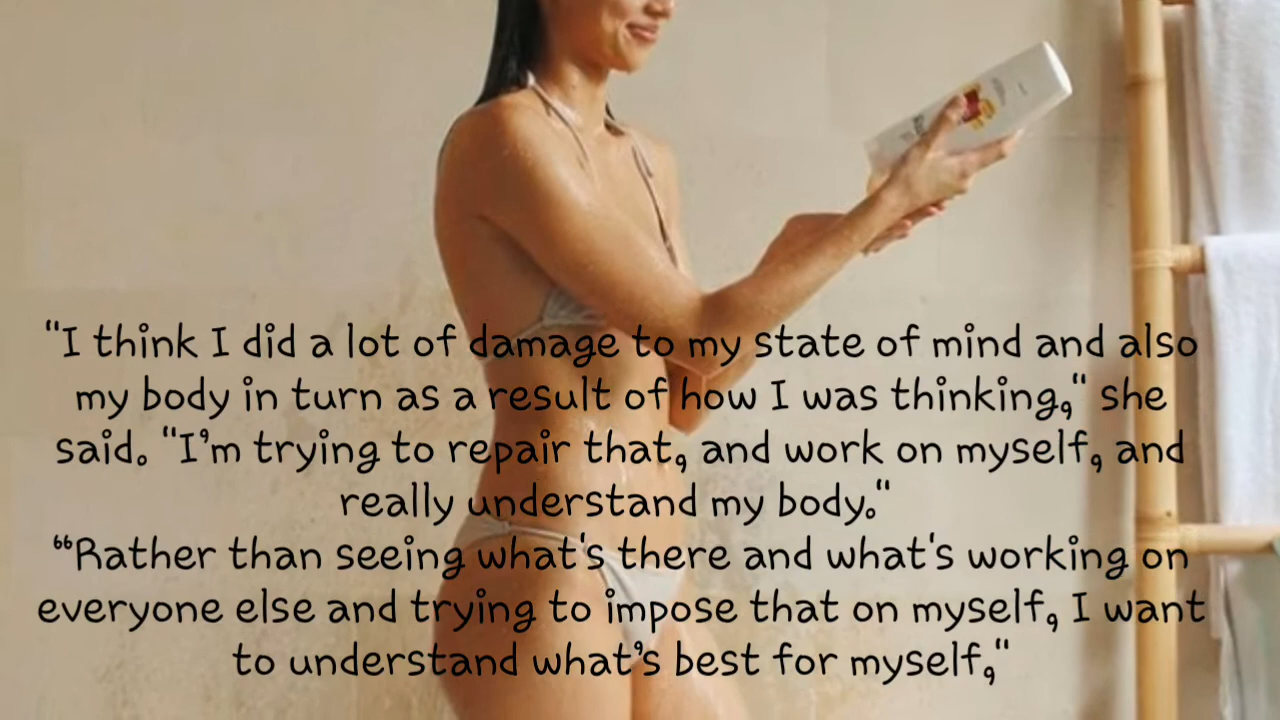 "I think I did a lot of damage to my state of mind and also
my body in turn as a result of how I was thinking," she
said. "I'm trying to repair that, and work on myself, and
really understand my body."
“Rather than seeing what's there and what's working on
everyone else and trying to impose that on myself, I want
to understand what's best for myself,"